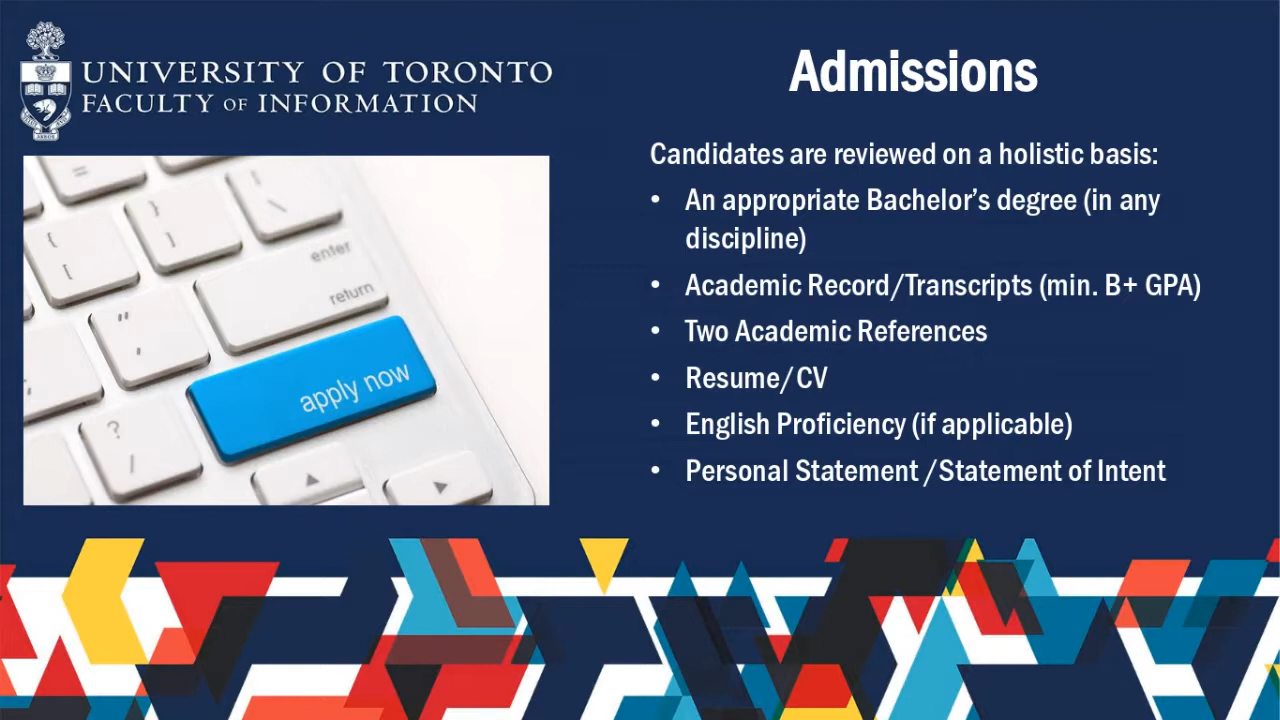 UNIVERSITY OF TORONTO
FACULTY OF INFORMATION
Admissions
Candidates are reviewed on a holistic basis:
• An appropriate Bachelor's degree (in any
discipline)
• Academic Record/Transcripts (min. B+ GPA)
• Two Academic References
• Resume/CV
• English Proficiency (if applicable)
• Personal Statement /Statement of Intent
enter
return
apply now